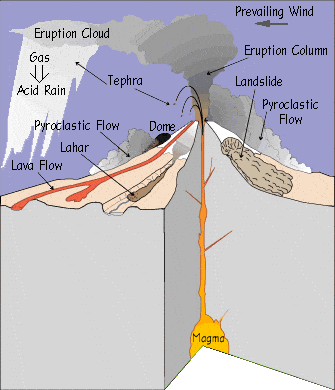 Prevailing Wind
Eruption Cloud
Eruption Column
Gas
Acid Rain
Tephra
Landslide
Pyroclastic
Flow
Pyroclastic Flow
Dome
Lahar
Lava Flow
Magma